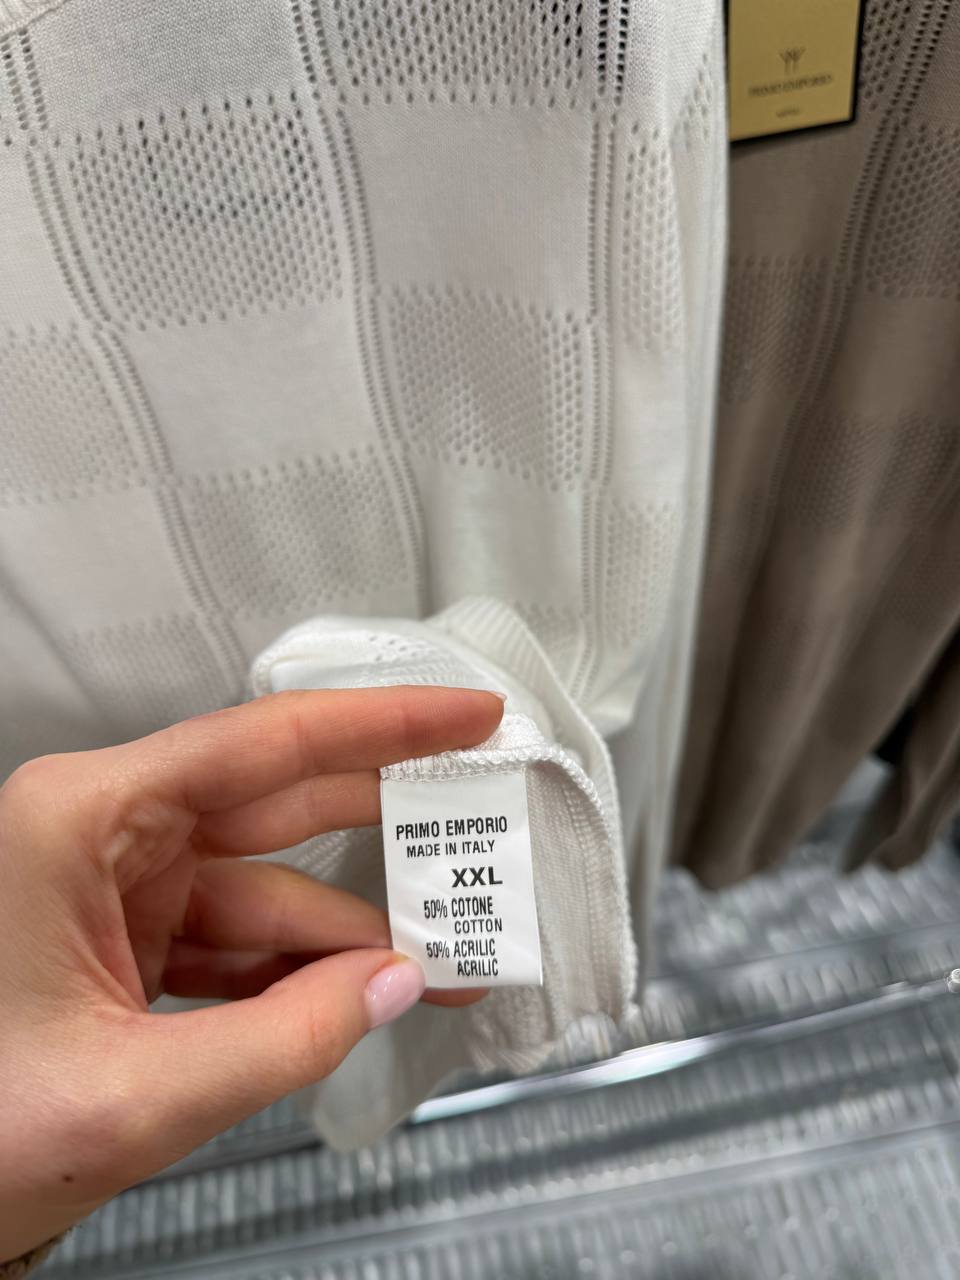 PRIMO EMPORIO
PRIMO EMPORIO
MADE IN ITALY
XXL
50% COTONE
COTTON
50% ACRILIC
ACRILIC